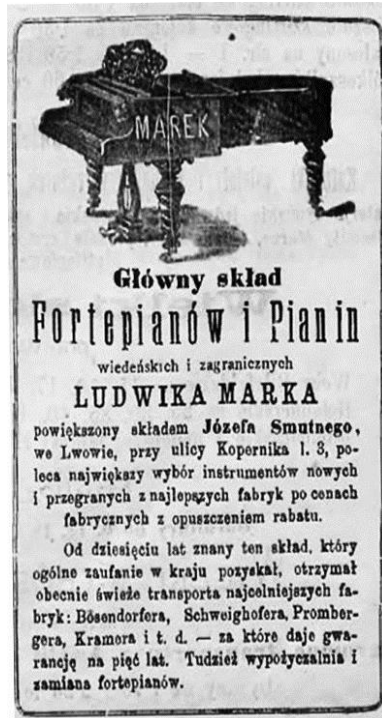 MAREK
Główny skład
Fortepianów i Pianin
wiedeńskich i zagranicznych
LUDWIKA MARKA
powiększony składem Józefa Smutnego,
we Lwowie, przy ulicy Kopernika l. 3, po-
leca największy wybór instrumentów nowych
i przegranych z najlepszych fabryk po cenach
fabrycznych z opuszczeniem rabatu.
Od dziesięciu lat znany ten skład, który
ogólne zaufanie w kraju pozyskał, otrzymał
obecnie świeże transporta najcelniejszych fa-
bryk: Bösendorfera, Schweighofera, Promber-
gera, Kramera i t. d. — za które daje gwa-
rancję na pięć lat. Tudzież wypożyczalnia i
zamiana fortepianów.